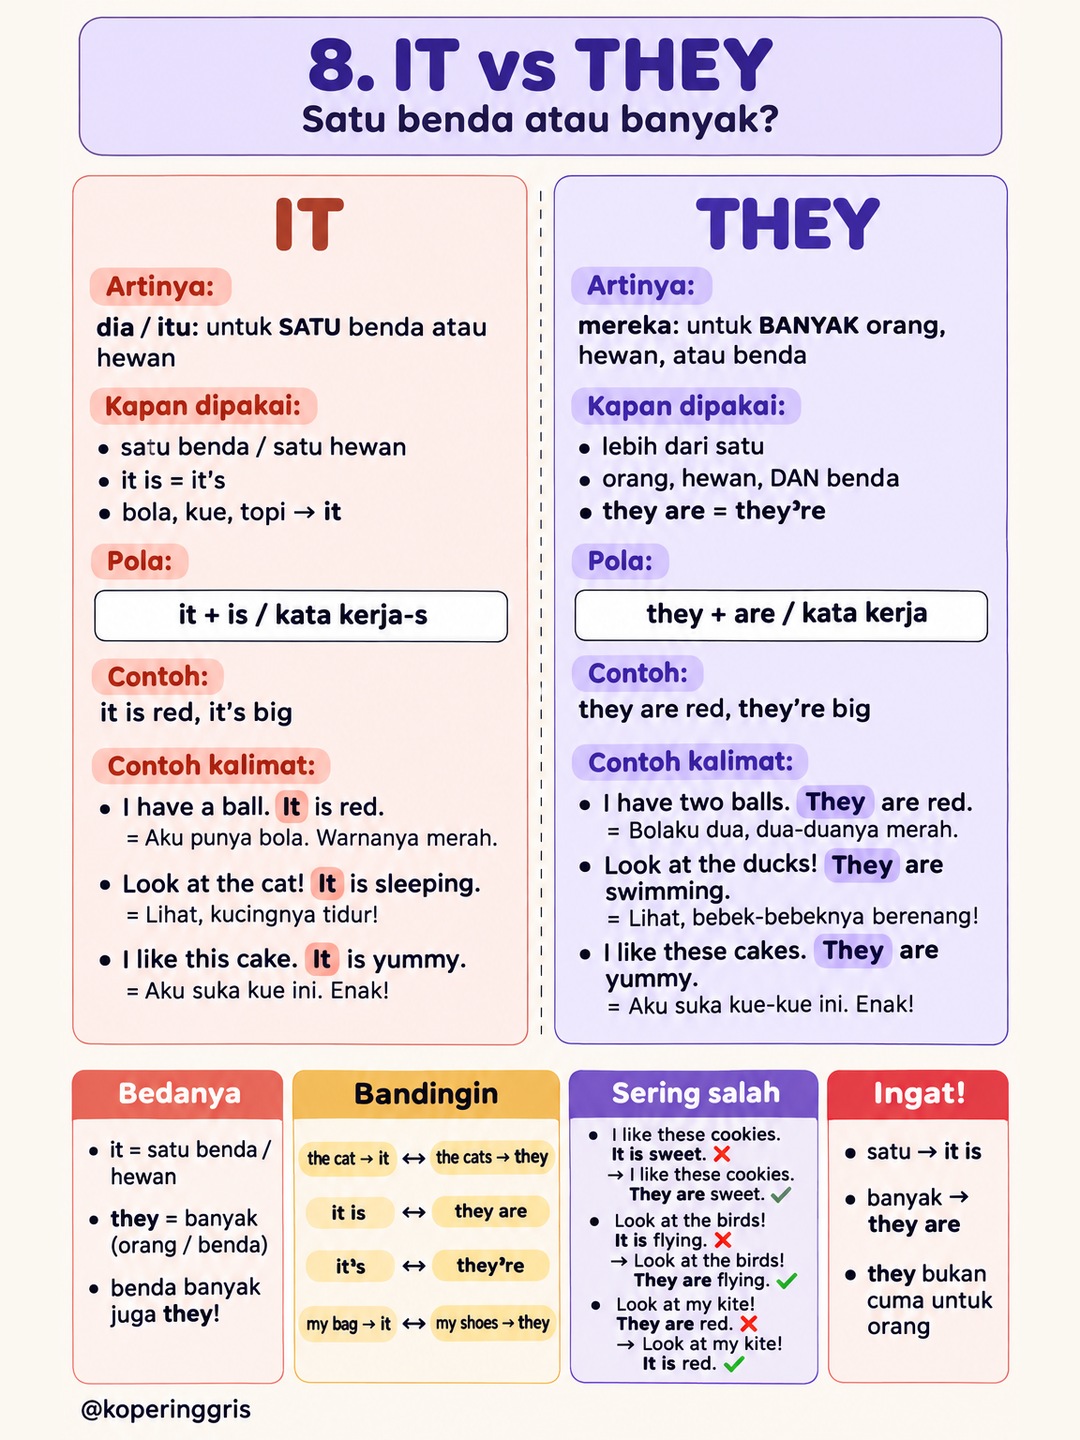 8. IT vs THEY
Satu benda atau banyak?
IT
Artinya:
dia / itu: untuk SATU benda atau
hewan
Kapan dipakai:
• satu benda / satu hewan
• it is = it's
• bola, kue, topi → it
Pola:
it + is / kata kerja-s
Contoh:
it is red, it's big
Contoh kalimat:
• I have a ball. It is red.
= Aku punya bola. Warnanya merah.
• Look at the cat! It is sleeping.
= Lihat, kucingnya tidur!
• I like this cake. It is yummy.
= Aku suka kue ini. Enak!
THEY
Artinya:
mereka: untuk BANYAK orang,
hewan, atau benda
Kapan dipakai:
• lebih dari satu
• orang, hewan, DAN benda
• they are = they're
Pola:
they + are / kata kerja
Contoh:
they are red, they're big
Contoh kalimat:
• I have two balls. They are red.
= Bolaku dua, dua-duanya merah.
• Look at the ducks! They are
swimming.
= Lihat, bebek-bebeknya berenang!
• I like these cakes. They are
yummy.
= Aku suka kue-kue ini. Enak!
Bedanya
• it = satu benda /
hewan
• they = banyak
(orang / benda)
• benda banyak
juga they!
Bandingin
the cat → it ↔ the cats → they
it is ↔ they are
it's ↔ they're
my bag → it ↔ my shoes → they
Sering salah
• I like these cookies.
It is sweet. ❌
→ I like these cookies.
They are sweet. ✓
• Look at the birds!
It is flying. ❌
→ Look at the birds!
They are flying. ✓
• Look at my kite!
They are red. ❌
→ Look at my kite!
It is red. ✓
Ingat!
• satu → it is
• banyak →
they are
• they bukan
cuma untuk
orang
@koperinggris